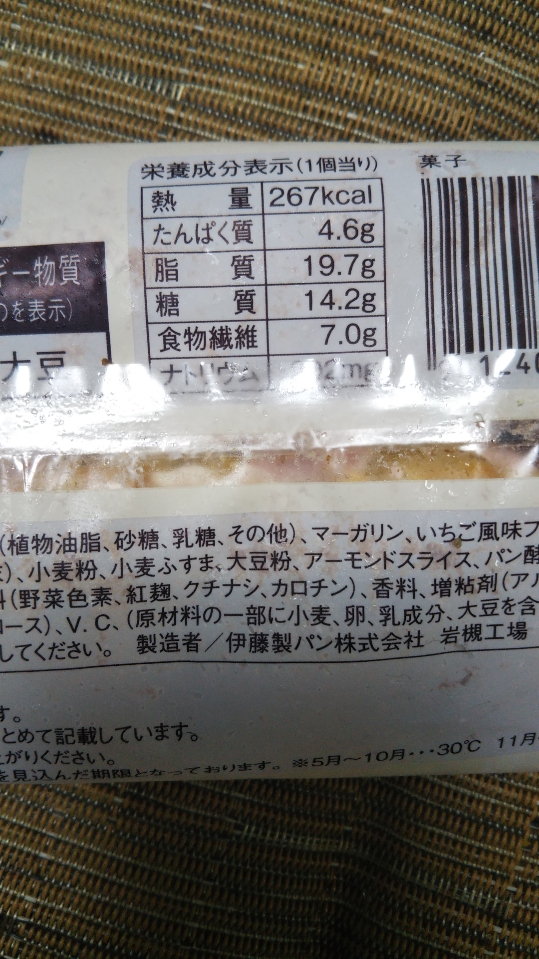 栄養成分表示(1個当り)
菓子
熱量 267kcal
たんぱく質 4.6g
脂質 19.7g
糖質 14.2g
食物繊維 7.0g
ナトリウム 02mg
ギー物質
のを表示)
大豆
(植物油脂、砂糖、乳糖、その他)、マーガリン、いちご風味フ
)、小麦粉、小麦ふすま、大豆粉、アーモンドスライス、パン酵
料(野菜色素、紅麹、クチナシ、カロチン)、香料、増粘剤(アル
ロース)、V.C、(原材料の一部に小麦、卵、乳成分、大豆を含
してください。 製造者/伊藤製パン株式会社 岩槻工場
す。
とめて記載しています。
上がりください。
を見込んだ期限となっております。 ※5月〜10月・・・30℃ 11月